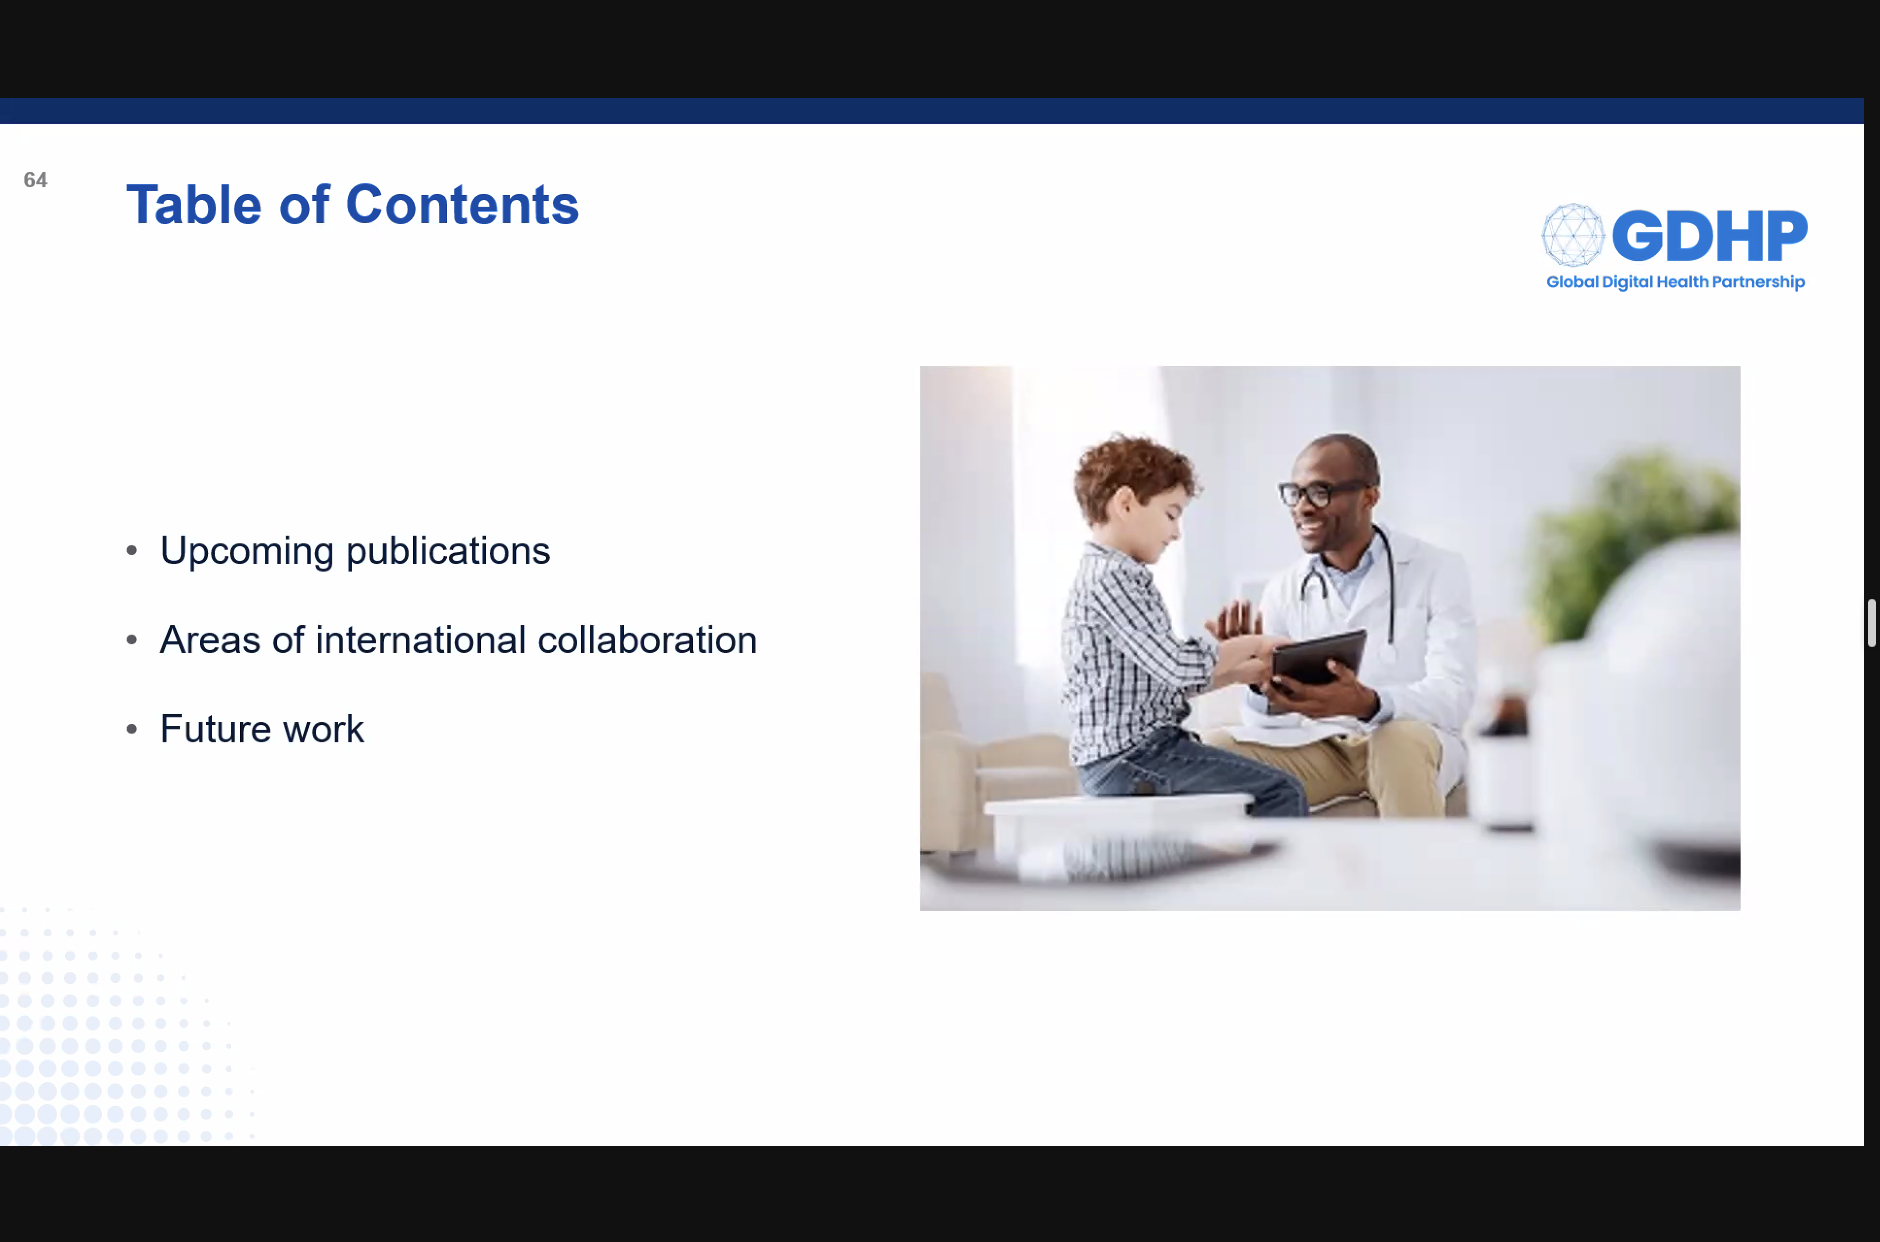 64
Table of Contents
GDHP
Global Digital Health Partnership
• Upcoming publications
• Areas of international collaboration
• Future work